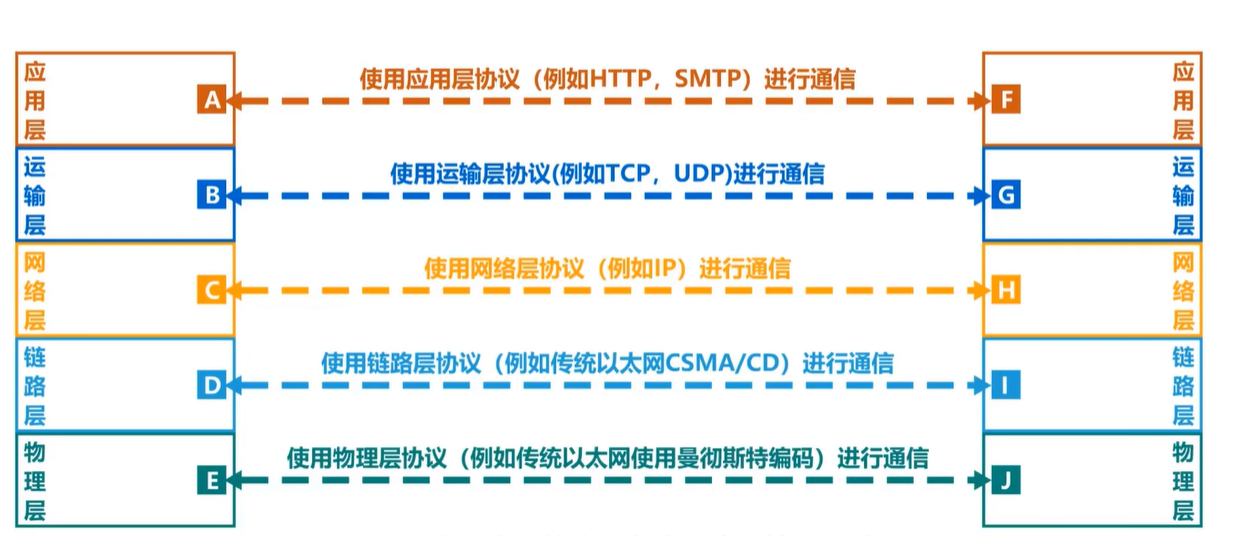 应用层
A
使用应用层协议（例如HTTP，SMTP）进行通信
F
应用层
运输层
B
使用运输层协议(例如TCP，UDP)进行通信
G
运输层
网络层
C
使用网络层协议（例如IP）进行通信
H
网络层
链路层
D
使用链路层协议（例如传统以太网CSMA/CD）进行通信
I
链路层
物理层
E
使用物理层协议（例如传统以太网使用曼彻斯特编码）进行通信
J
物理层